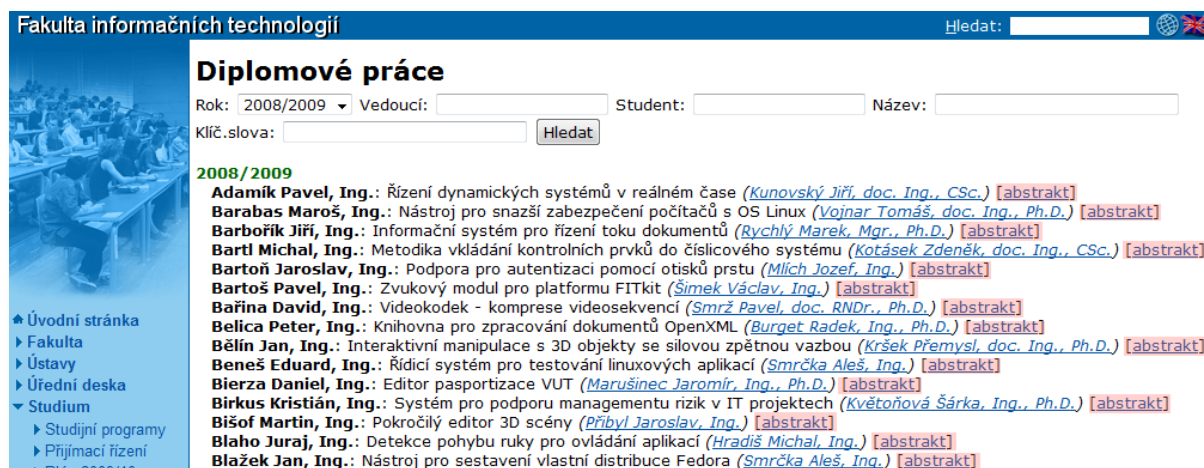 Fakulta informačních technologií
Hledat:
Diplomové práce
Rok: 2008/2009 Vedoucí: Student: Název:
Klíč.slova: Hledat
2008/2009
Adamík Pavel, Ing.: Řízení dynamických systémů v reálném čase (Kunovský Jiří, doc. Ing., CSc.) [abstrakt]
Barabas Maroš, Ing.: Nástroj pro snazší zabezpečení počítačů s OS Linux (Vojnar Tomáš, doc. Ing., Ph.D.) [abstrakt]
Barbořík Jiří, Ing.: Informační systém pro řízení toku dokumentů (Rychlý Marek, Mgr., Ph.D.) [abstrakt]
Bartl Michal, Ing.: Metodika vkládání kontrolních prvků do číslicového systému (Kotásek Zdeněk, doc. Ing., CSc.) [abstrakt]
Bartoň Jaroslav, Ing.: Podpora pro autentizaci pomocí otisků prstu (Mlích Jozef, Ing.) [abstrakt]
Bartoš Pavel, Ing.: Zvukový modul pro platformu FITkit (Šimek Václav, Ing.) [abstrakt]
Bařina David, Ing.: Videokodek - komprese videosekvencí (Smrž Pavel, doc. RNDr., Ph.D.) [abstrakt]
Belica Peter, Ing.: Knihovna pro zpracování dokumentů OpenXML (Burget Radek, Ing., Ph.D.) [abstrakt]
Bělín Jan, Ing.: Interaktivní manipulace s 3D objekty se silovou zpětnou vazbou (Kršek Přemysl, doc. Ing., Ph.D.) [abstrakt]
Beneš Eduard, Ing.: Řídicí systém pro testování linuxových aplikací (Smrčka Aleš, Ing.) [abstrakt]
Bierza Daniel, Ing.: Editor pasportizace VUT (Marušinec Jaromír, Ing., Ph.D.) [abstrakt]
Birkus Kristián, Ing.: Systém pro podporu managementu rizik v IT projektech (Květoňová Šárka, Ing., Ph.D.) [abstrakt]
Bišof Martin, Ing.: Pokročilý editor 3D scény (Přibyl Jaroslav, Ing.) [abstrakt]
Blaho Juraj, Ing.: Detekce pohybu ruky pro ovládání aplikací (Hradiš Michal, Ing.) [abstrakt]
Blažek Jan, Ing.: Nástroj pro sestavení vlastní distribuce Fedora (Smrčka Aleš, Ing.) [abstrakt]
Úvodní stránka
Fakulta
Ústavy
Úřední deska
Studium
Studijní programy
Přijímací řízení